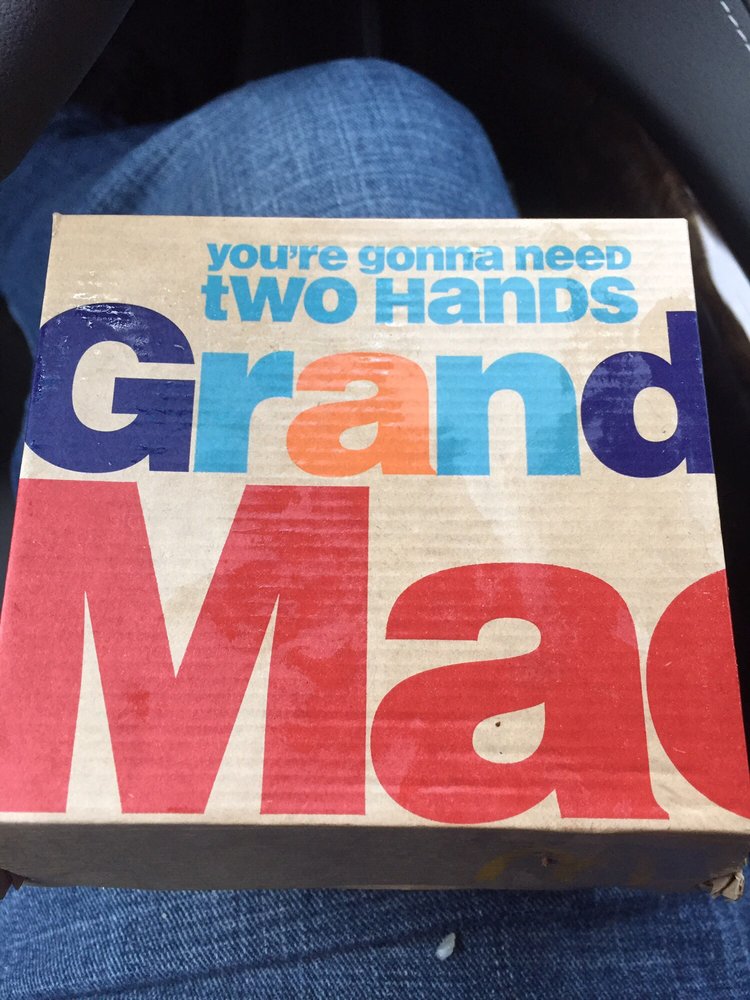 you're gonna need
two Hands
Grand
Mac